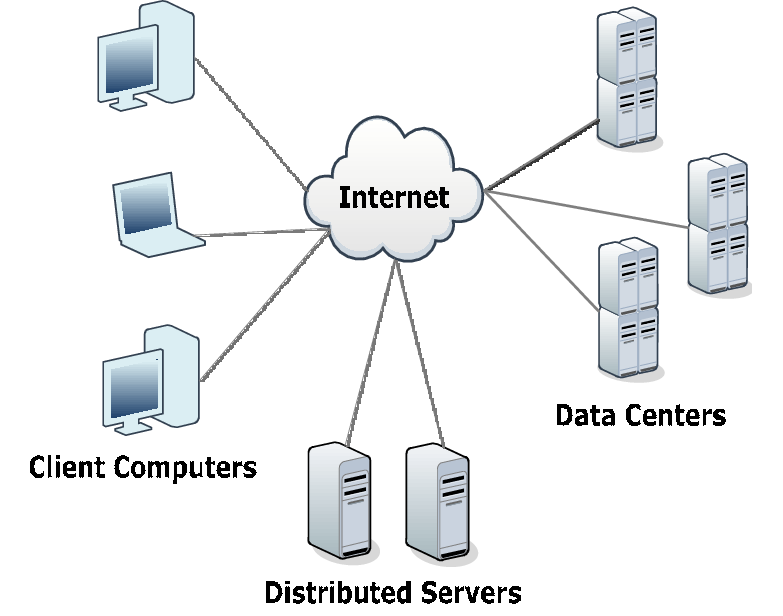 Internet
Data Centers
Client Computers
Distributed Servers